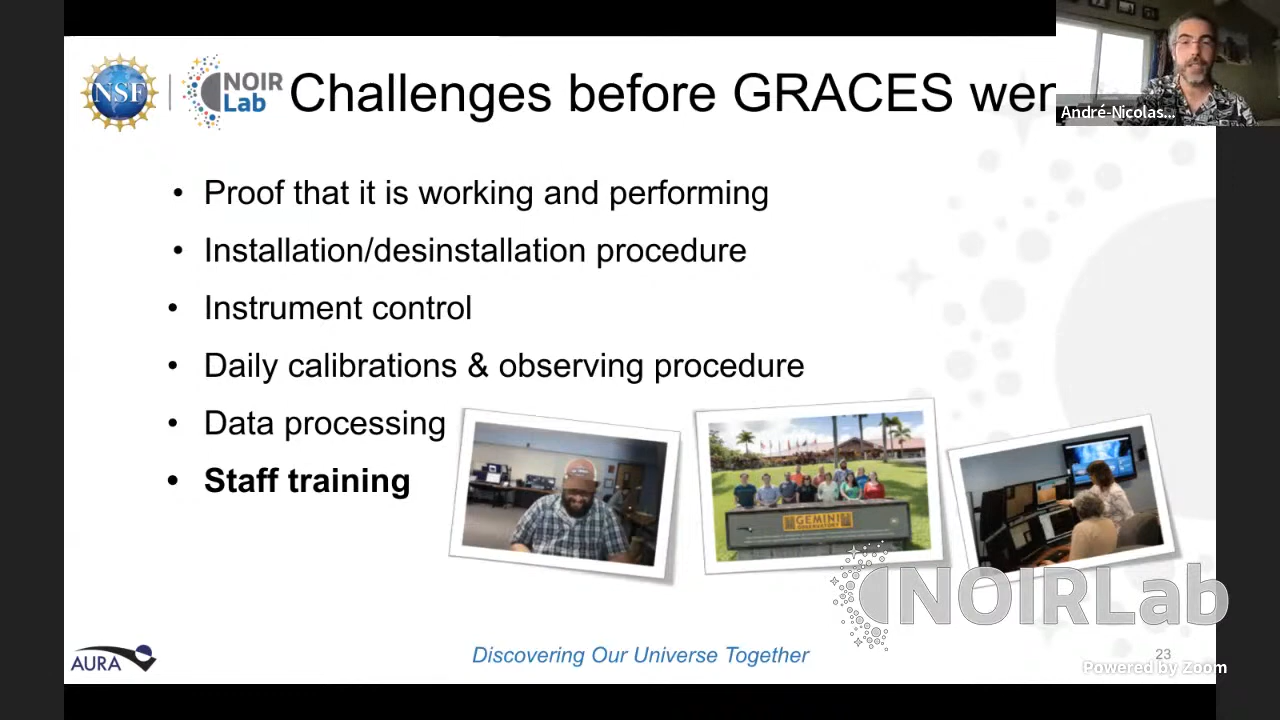 NSF
NOIR
Lab
Challenges before GRACES wer
André-Nicolas...
• Proof that it is working and performing
• Installation/desinstallation procedure
• Instrument control
• Daily calibrations & observing procedure
• Data processing
• Staff training
GEMINI
OBSERVATORY
NOIRLab
AURA
Discovering Our Universe Together
23
Powered by Zoom